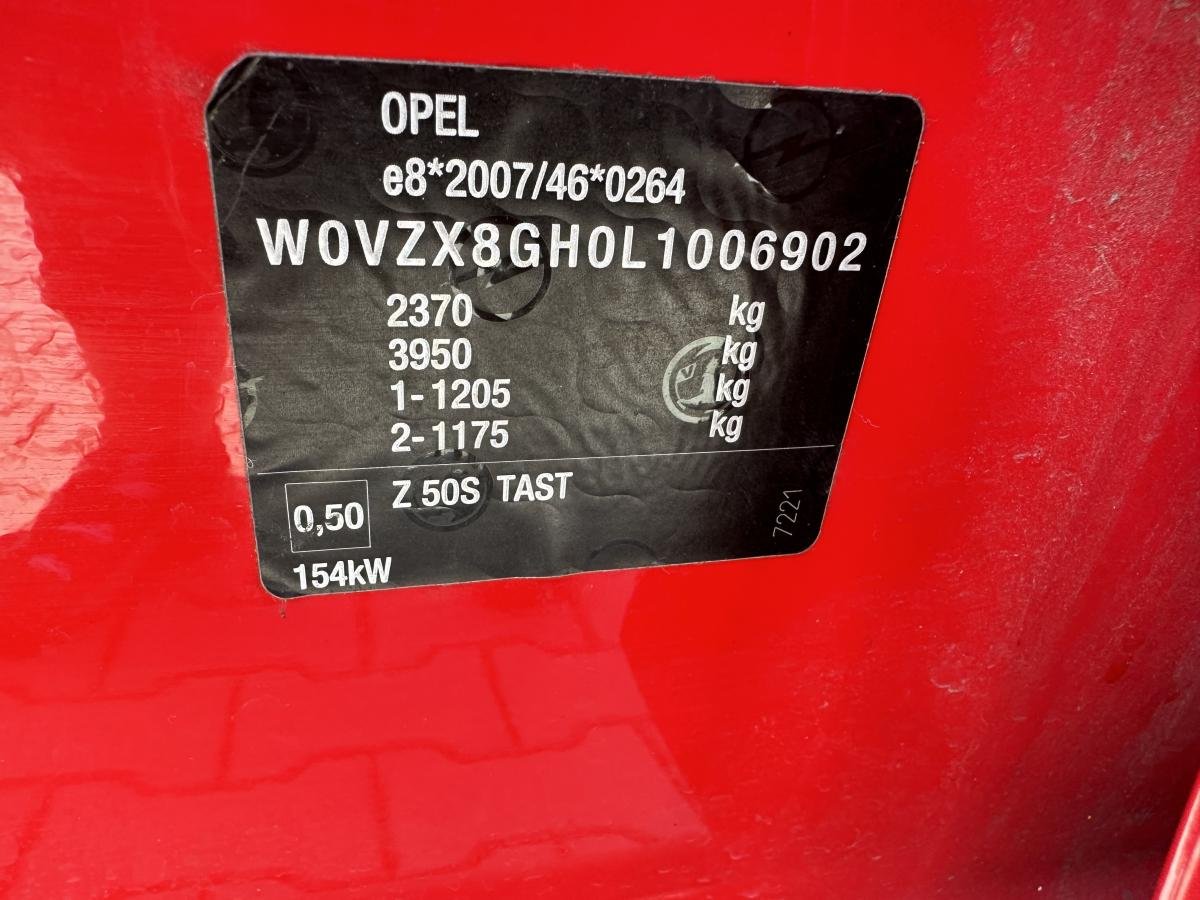 OPEL
e8*2007/46*0264
W0VZX8GH0L1006902
2370 kg
3950 kg
1-1205 kg
2-1175 kg
0,50 Z 50S TAST
154kW
7221